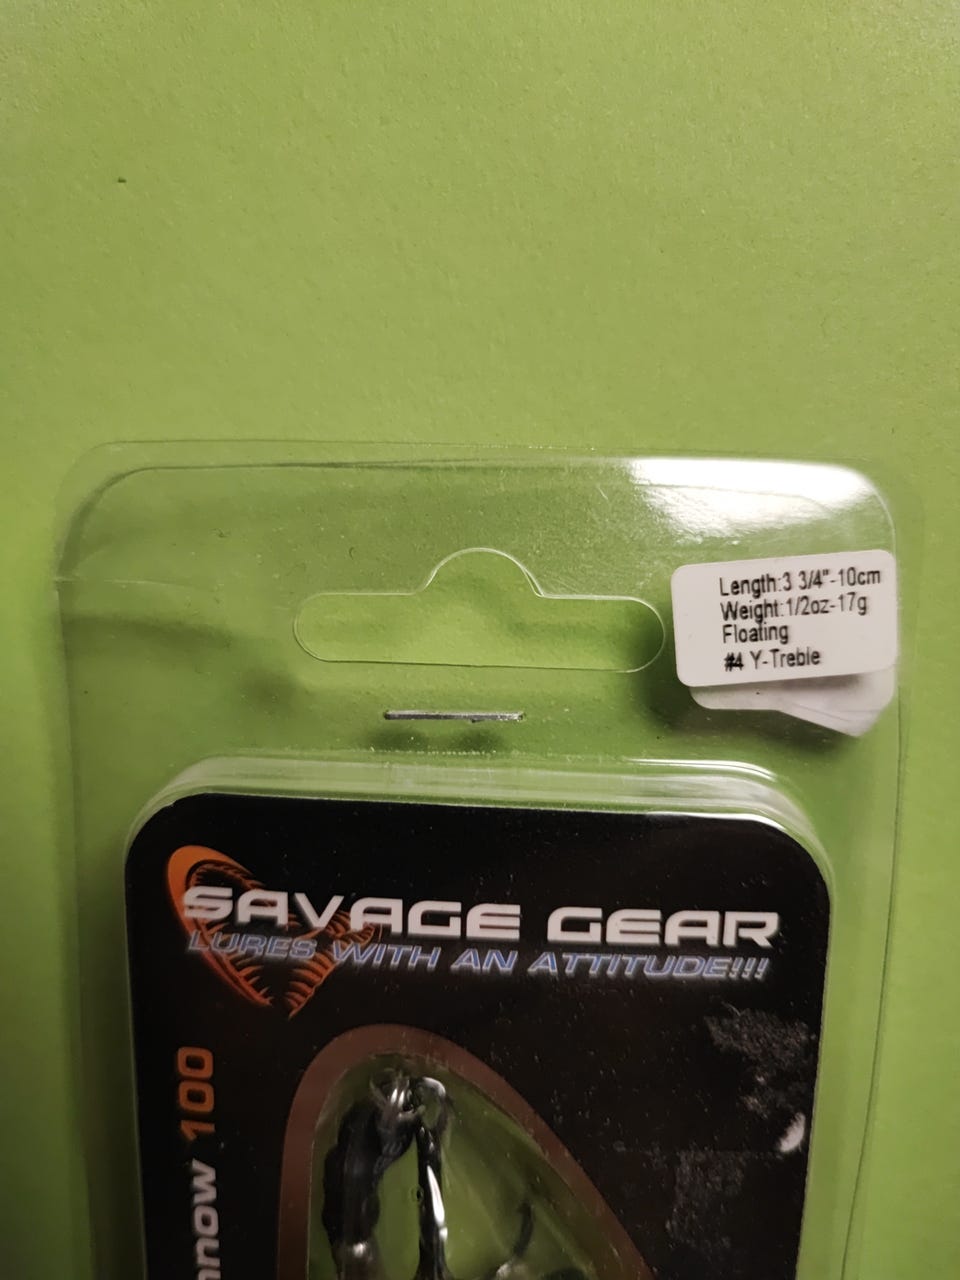 Length:3 3/4"-10cm
Weight:1/2oz-17g
Floating
#4 Y-Treble
SAVAGE GEAR
LURES WITH AN ATTITUDE!!!
100